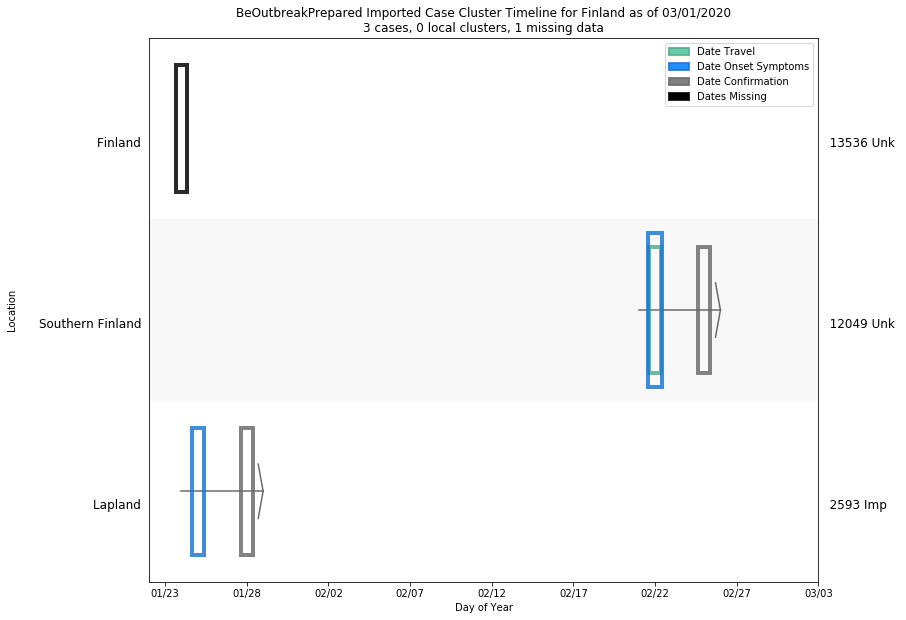 BeOutbreakPrepared Imported Case Cluster Timeline for Finland as of 03/01/2020
3 cases, 0 local clusters, 1 missing data
Date Travel
Date Onset Symptoms
Date Confirmation
Dates Missing
Finland
13536 Unk
Location
Southern Finland
12049 Unk
Lapland
2593 Imp
01/23 01/28 02/02 02/07 02/12 02/17 02/22 02/27 03/03
Day of Year